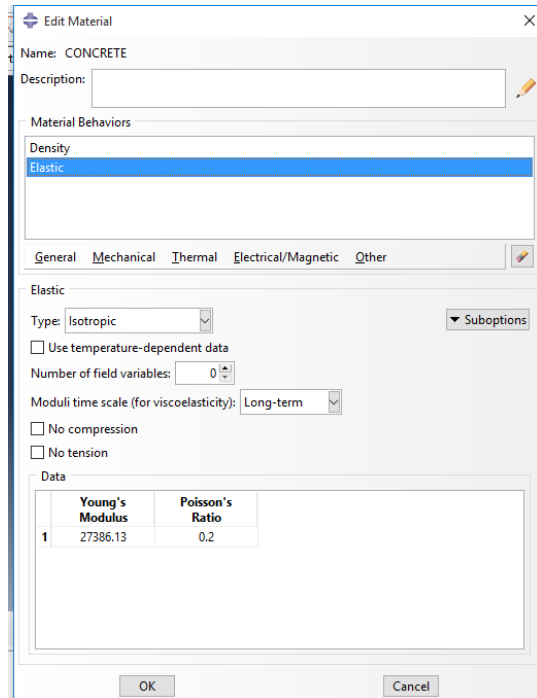 Edit Material
Name: CONCRETE
Description:
Material Behaviors
Density
Elastic
General Mechanical Thermal Electrical/Magnetic Other
Elastic
Type: Isotropic
Suboptions
Use temperature-dependent data
Number of field variables: 0
Moduli time scale (for viscoelasticity): Long-term
No compression
No tension
Data
Young's Modulus Poisson's Ratio
1 27386.13 0.2
OK Cancel